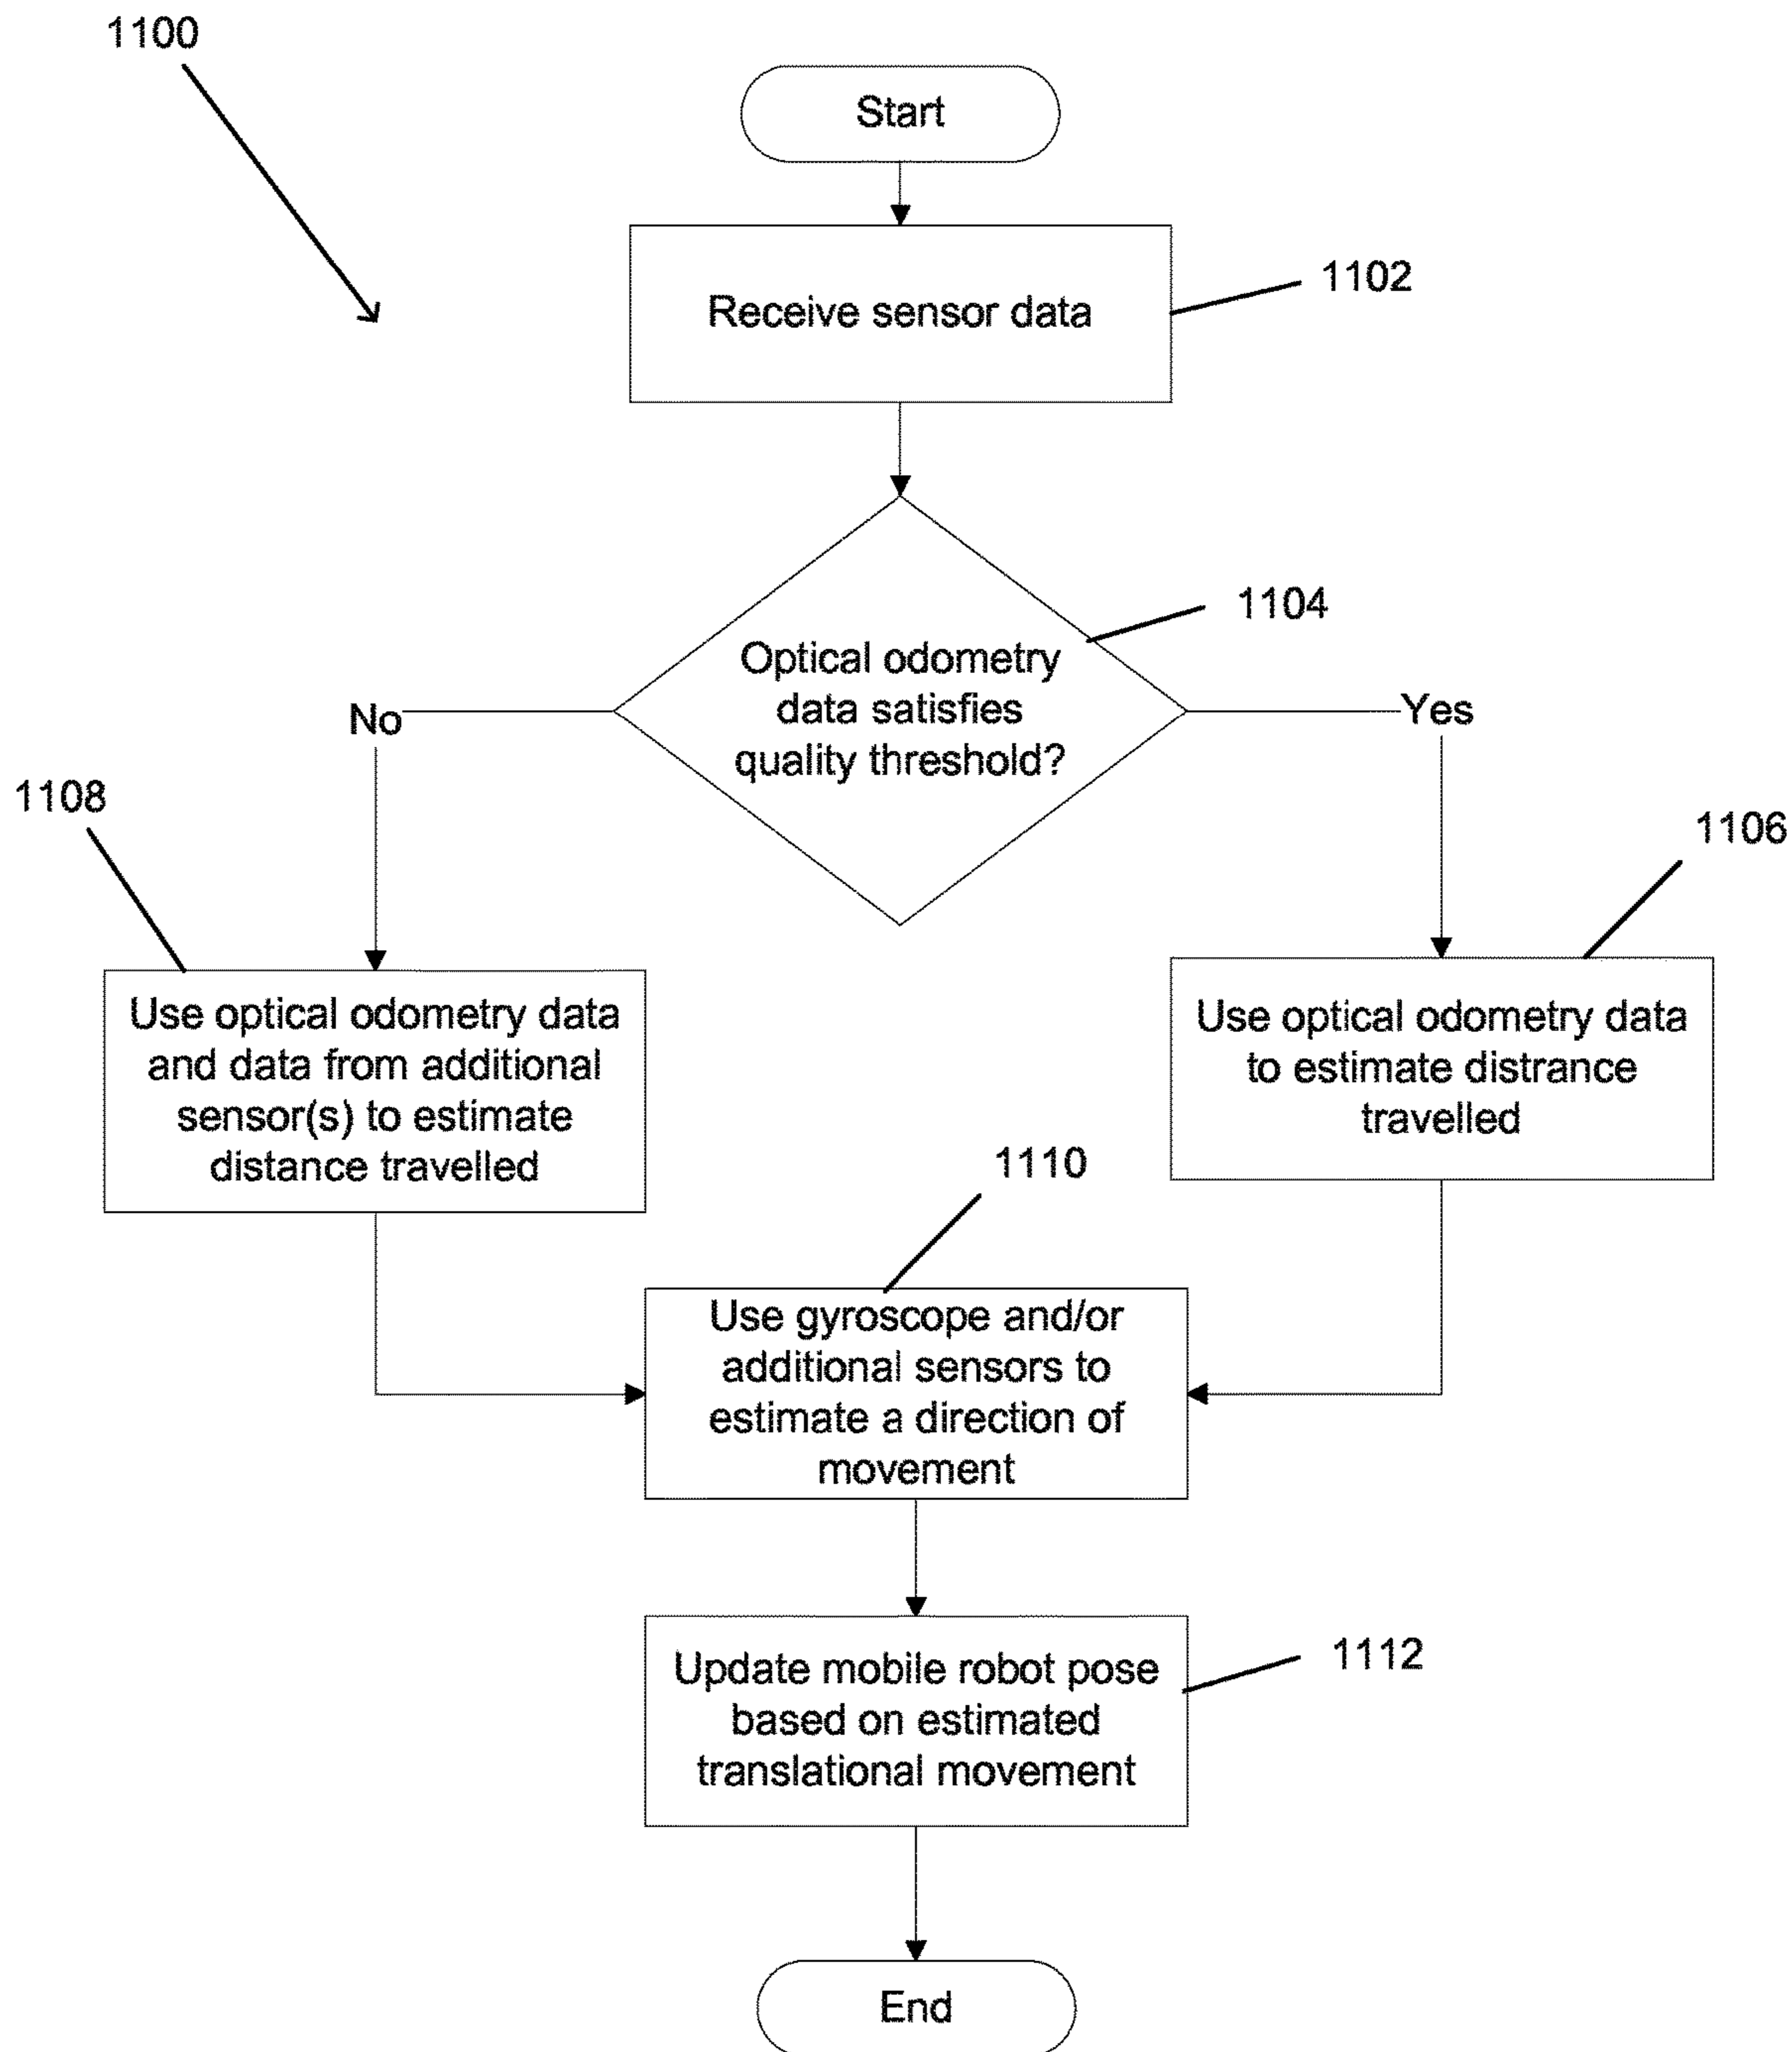 1100
Start
Receive sensor data
1102
1104
Optical odometry
data satisfies
quality threshold?
No
Yes
1108
1106
Use optical odometry data
and data from additional
sensor(s) to estimate
distance travelled
Use optical odometry data
to estimate distrance
travelled
1110
Use gyroscope and/or
additional sensors to
estimate a direction of
movement
Update mobile robot pose
based on estimated
translational movement
1112
End